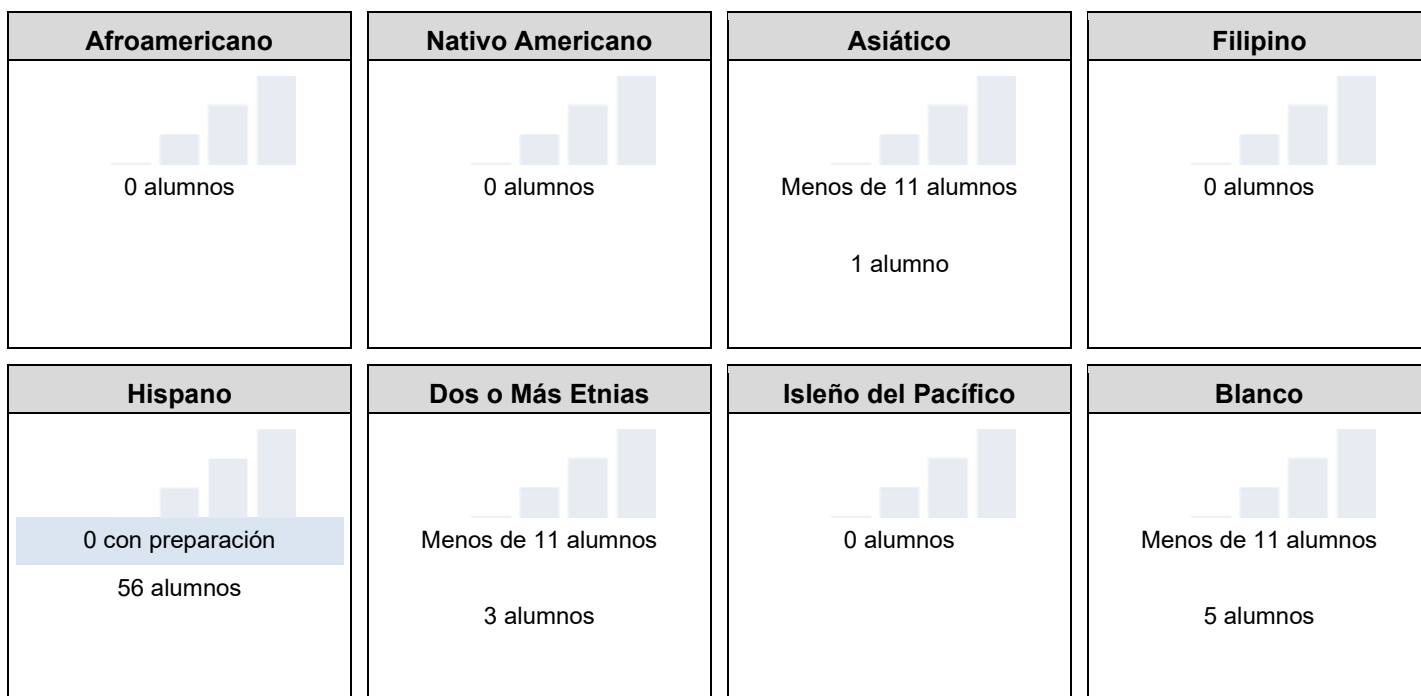 Afroamericano
0 alumnos
Nativo Americano
0 alumnos
Asiático
Menos de 11 alumnos
1 alumno
Filipino
0 alumnos
Hispano
0 con preparación
56 alumnos
Dos o Más Etnias
Menos de 11 alumnos
3 alumnos
Isleño del Pacífico
0 alumnos
Blanco
Menos de 11 alumnos
5 alumnos